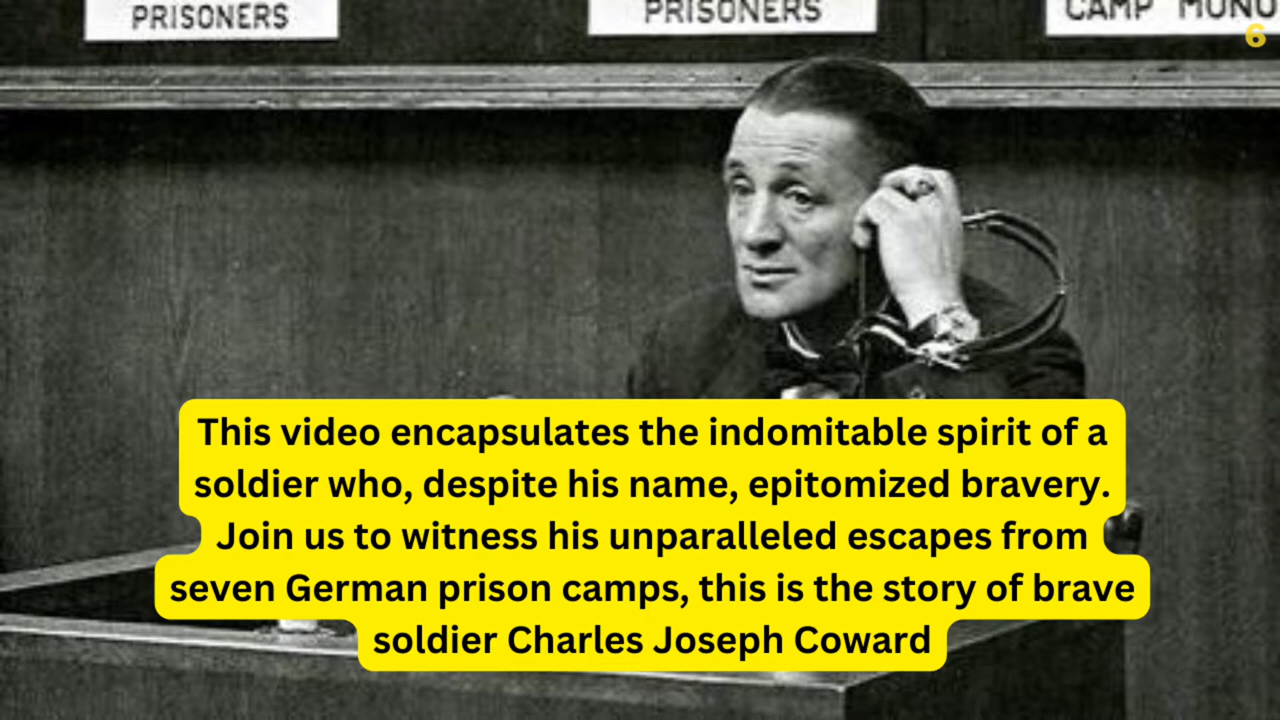 PRISONERS
PRISONERS
CAMP MONO
6
This video encapsulates the indomitable spirit of a
soldier who, despite his name, epitomized bravery.
Join us to witness his unparalleled escapes from
seven German prison camps, this is the story of brave
soldier Charles Joseph Coward